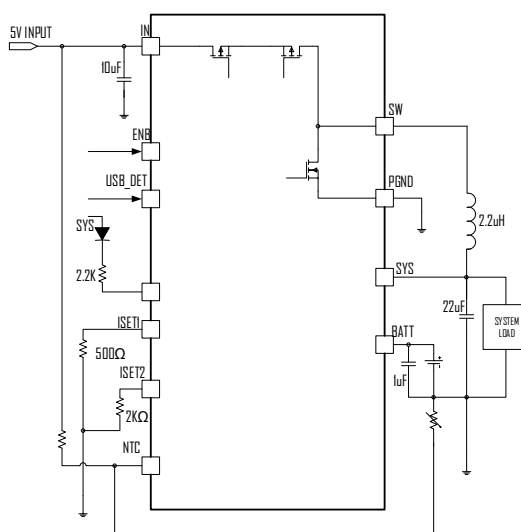 5V INPUT
IN
10uF
SW
ENB
USB_DET
PGND
2.2uH
SYS
SYS
2.2K
22uF
SYSTEM
LOAD
ISET1
BATT
500Ω
1uF
ISET2
2KΩ
NTC